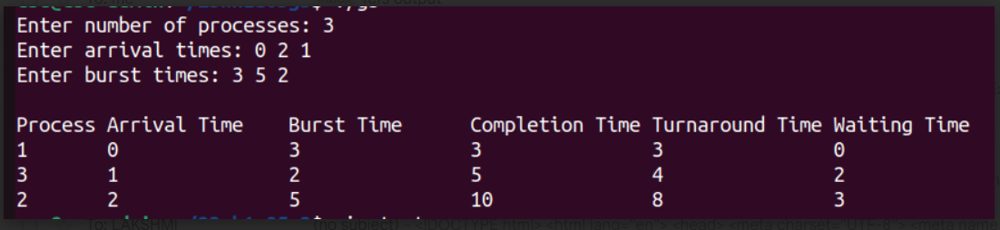 Enter number of processes: 3
Enter arrival times: 0 2 1
Enter burst times: 3 5 2
Process Arrival Time Burst Time Completion Time Turnaround Time Waiting Time
1 0 3 3 3 0
3 1 2 5 4 2
2 2 5 10 8 3